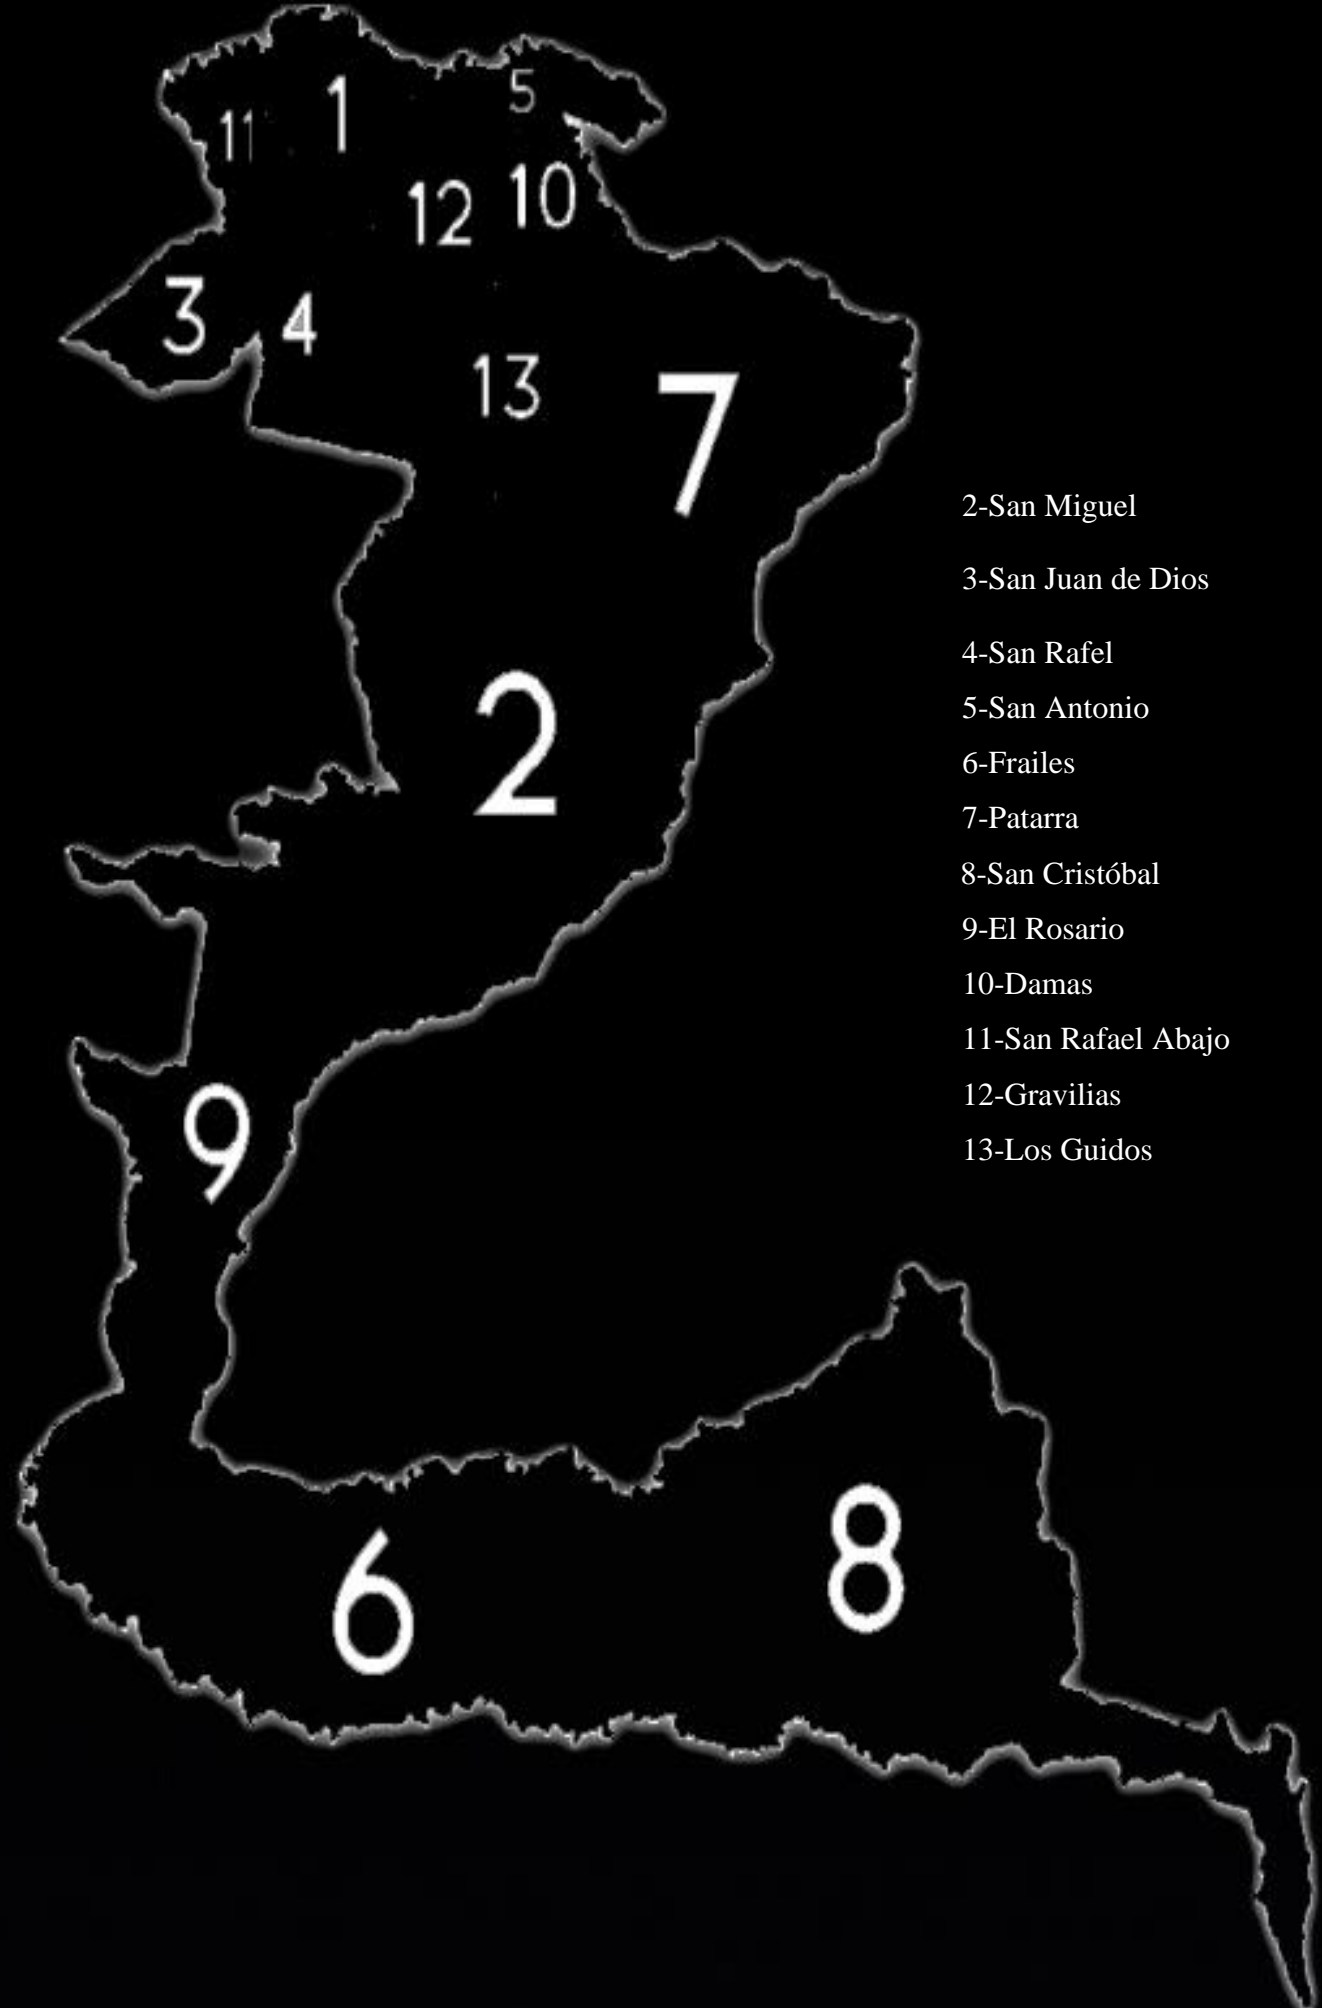 1
5
11
12
10
3
4
13
7
2
9
6
8
2-San Miguel
3-San Juan de Dios
4-San Rafel
5-San Antonio
6-Frailes
7-Patarra
8-San Cristóbal
9-El Rosario
10-Damas
11-San Rafael Abajo
12-Gravilias
13-Los Guidos